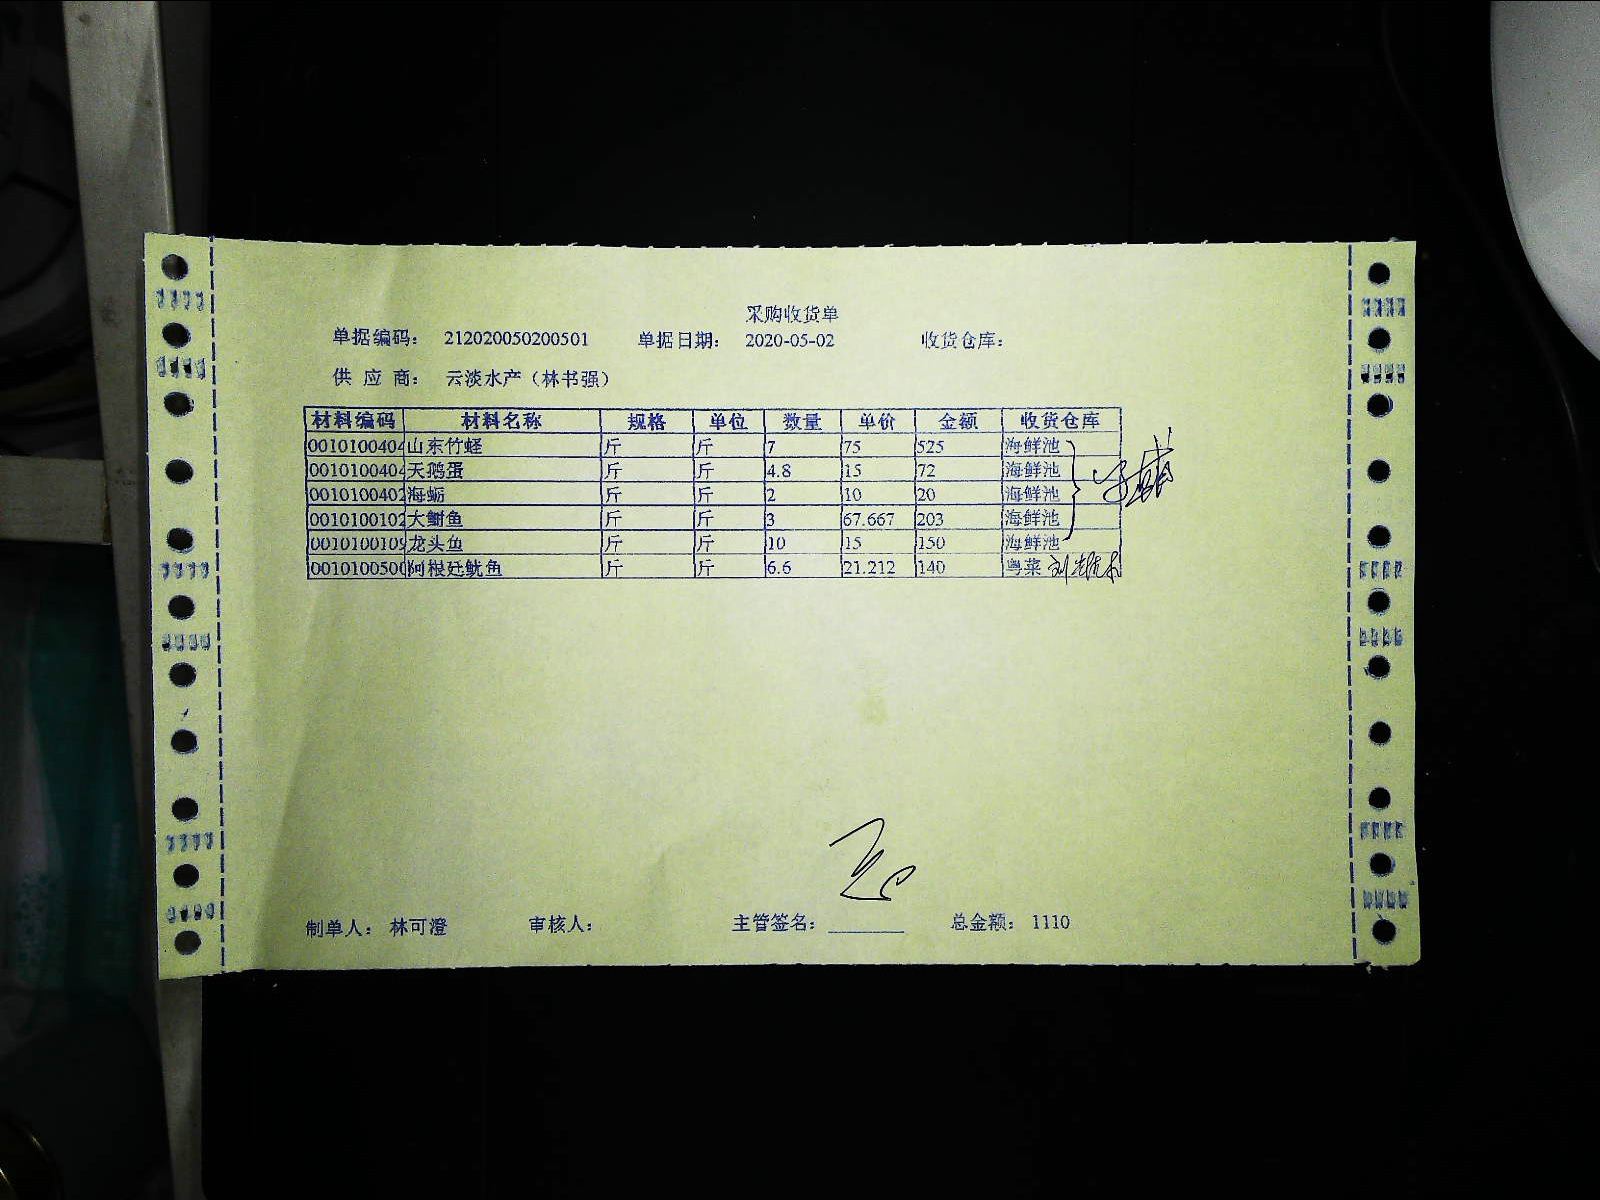 采购收货单
单据编码： 212020050200501 单据日期： 2020-05-02 收货仓库：
供 应 商： 云淡水产（林书强）
材料编码 材料名称 规格 单位 数量 单价 金额 收货仓库
0010100404 山东竹蛏 斤 斤 7 75 525 海鲜池
0010100404 天鹅蛋 斤 斤 4.8 15 72 海鲜池
0010100402 海蛎 斤 斤 2 10 20 海鲜池
0010100102 大鲥鱼 斤 斤 3 67.667 203 海鲜池
0010100109 龙头鱼 斤 斤 10 15 150 海鲜池
0010100500 阿根廷鱿鱼 斤 斤 6.6 21.212 140 粤菜
制单人： 林可澄 审核人： 主管签名： 总金额： 1110